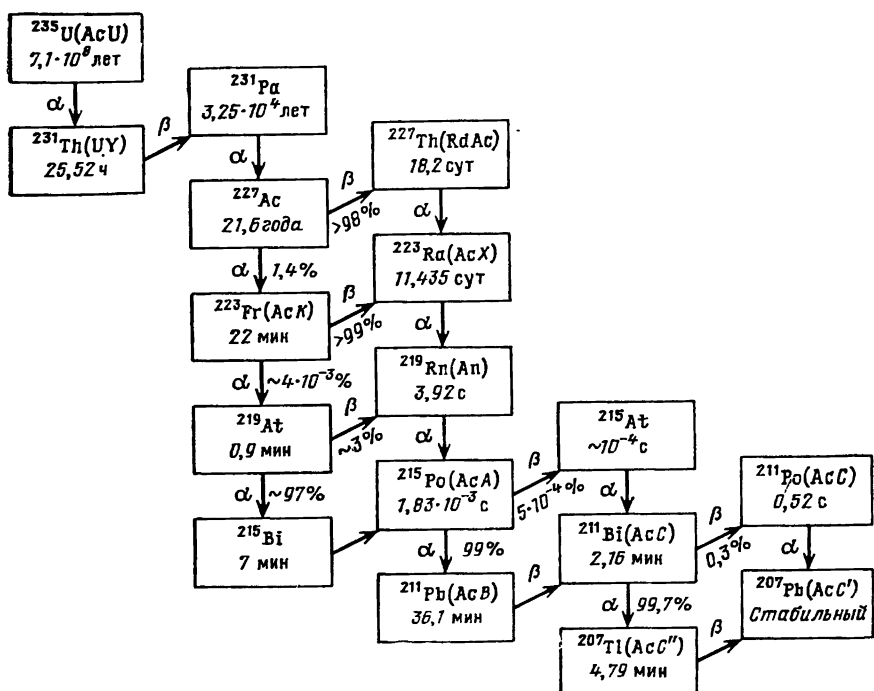 ²³⁵U(AcU)
7,1·10⁸ лет
α
²³¹Th(UY)
25,52 ч
β
²³¹Pa
3,25·10⁴ лет
α
²²⁷Ac
21,6 года
β
>98%
²²⁷Th(RdAc)
18,2 сут
α
α 1,4%
²²³Fr(AcK)
22 мин
β
>99%
²²³Ra(AcX)
11,435 сут
α
α ~4·10⁻³%
²¹⁹At
0,9 мин
β
~3%
²¹⁹Rn(An)
3,92 с
α
α ~97%
²¹⁵Bi
7 мин
²¹⁵Po(AcA)
1,83·10⁻³ с
β
5·10⁻⁴%
²¹⁵At
~10⁻⁴ с
α
α 99%
²¹¹Pb(AcB)
36,1 мин
β
²¹¹Bi(AcC)
2,16 мин
β
0,3%
²¹¹Po(AcC)
0,52 с
α
α 99,7%
²⁰⁷Tl(AcC″)
4,79 мин
β
²⁰⁷Pb(AcC′)
Стабильный